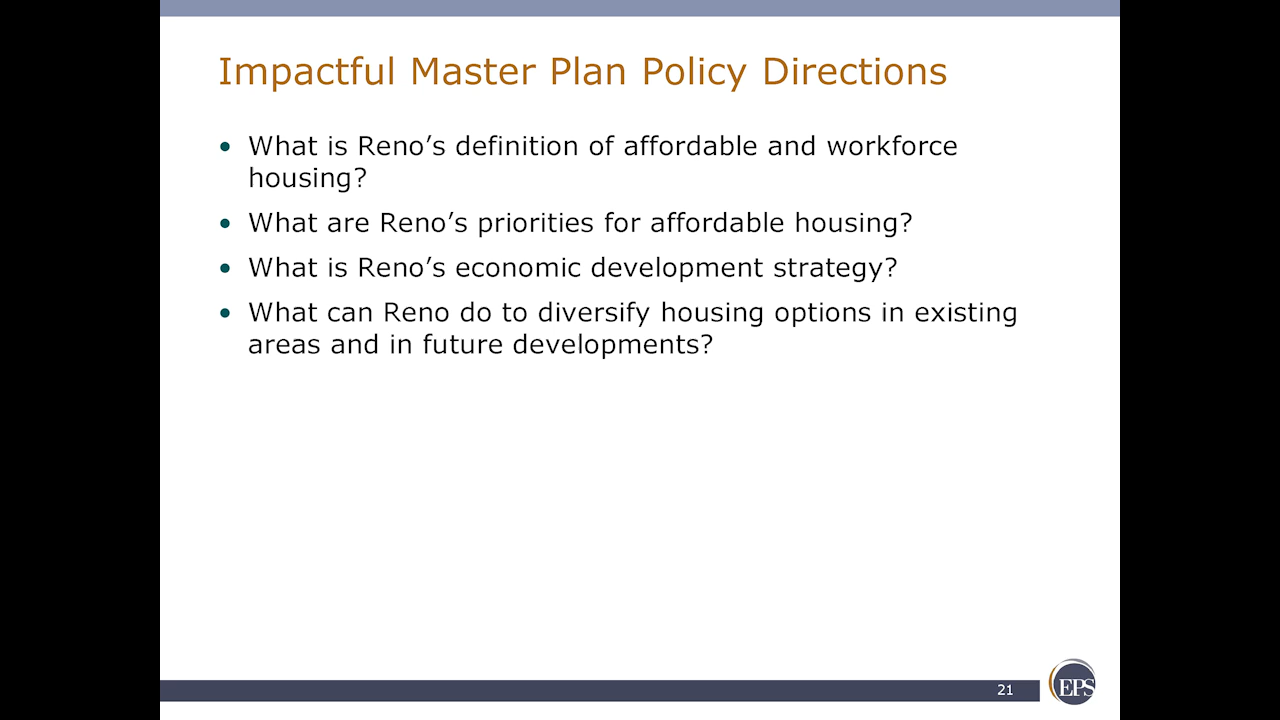 Impactful Master Plan Policy Directions
• What is Reno’s definition of affordable and workforce
housing?
• What are Reno’s priorities for affordable housing?
• What is Reno’s economic development strategy?
• What can Reno do to diversify housing options in existing
areas and in future developments?
21
EPS